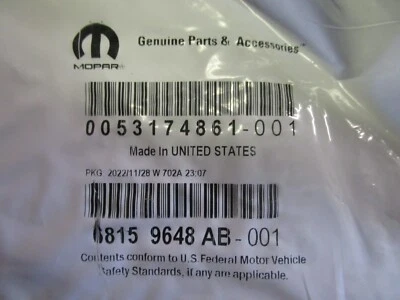 Genuine Parts & Accessories™
MOPAR®
0053174861-001
Made In UNITED STATES
PKG 2022/11/28 W 702A 23:07
6815 9648 AB-001
Contents conform to U.S. Federal Motor Vehicle
Safety Standards, if any are applicable.